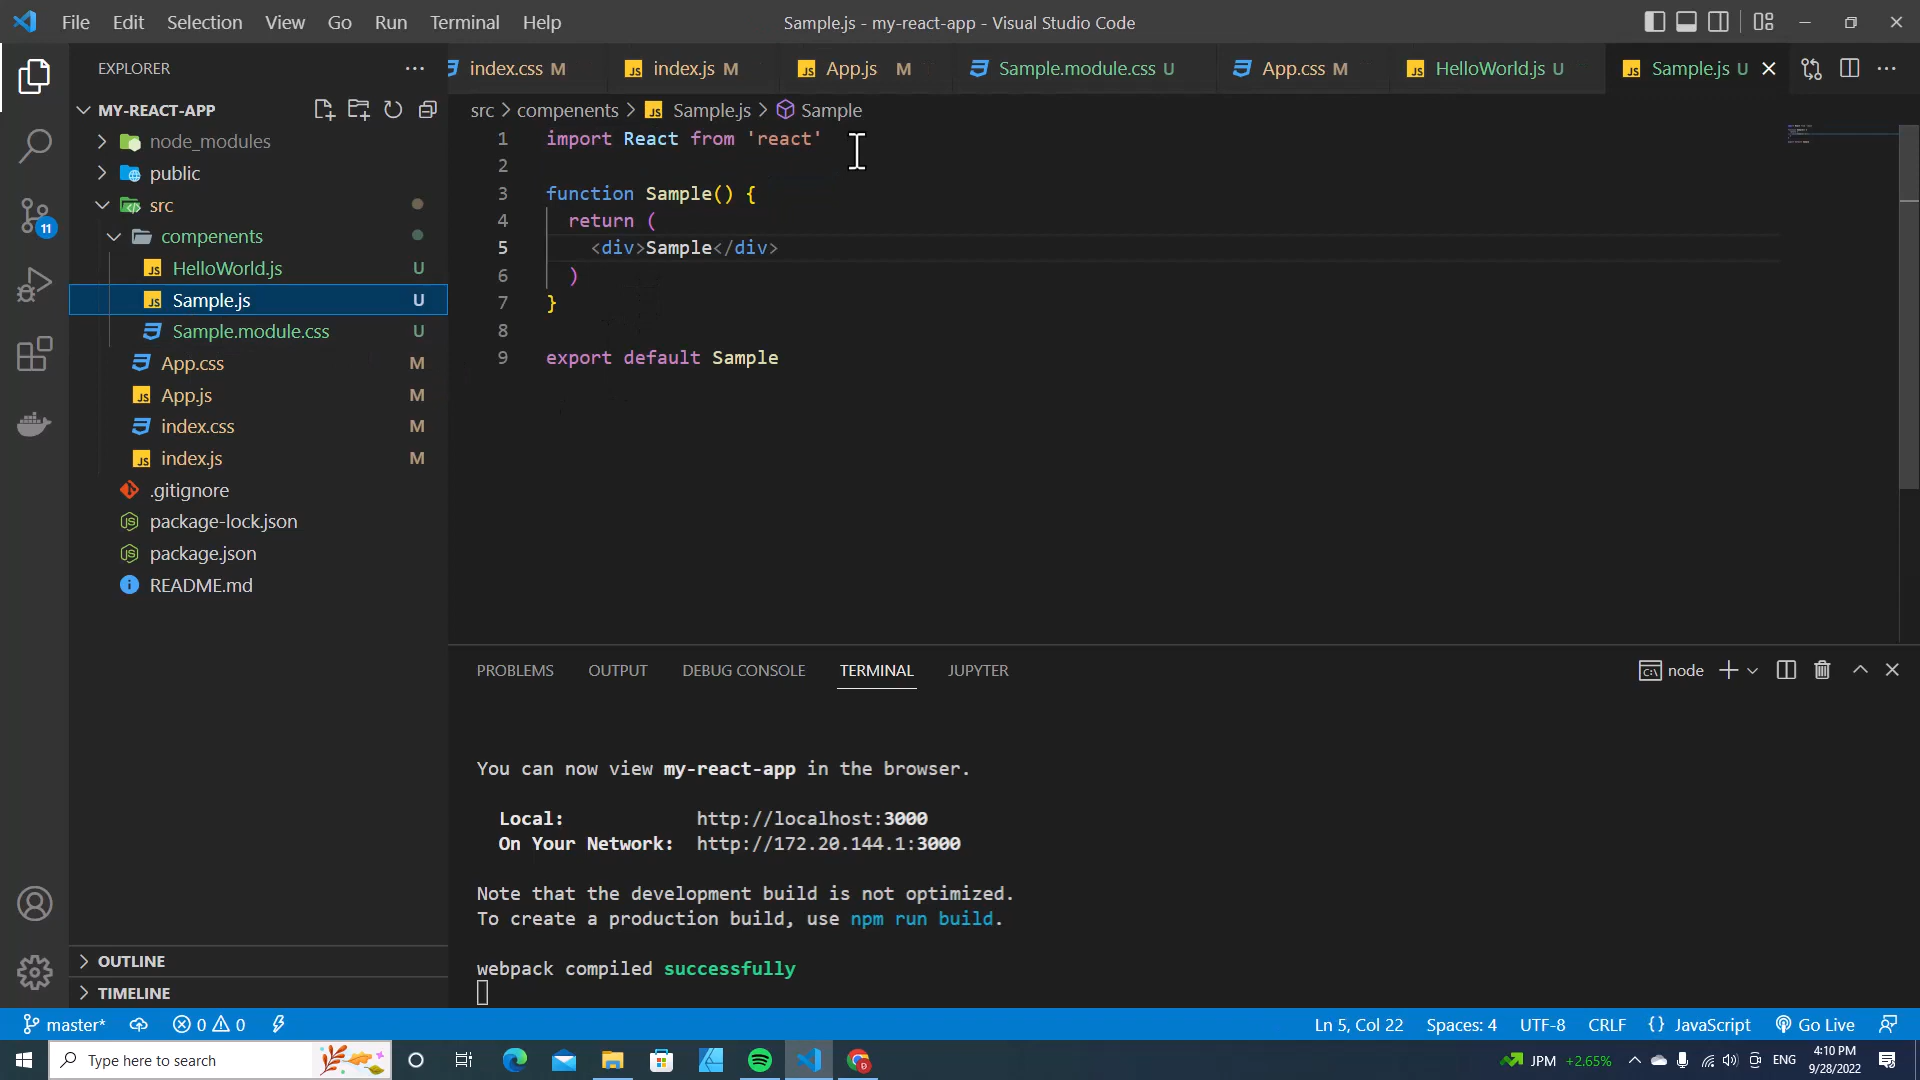 File Edit Selection View Go Run Terminal Help
Sample.js - my-react-app - Visual Studio Code
EXPLORER
index.css M
index.js M
App.js M
Sample.module.css U
App.css M
HelloWorld.js U
Sample.js U
MY-REACT-APP
node_modules
public
src
compenents
HelloWorld.js U
Sample.js U
Sample.module.css U
App.css M
App.js M
index.css M
index.js M
.gitignore
package-lock.json
package.json
README.md
OUTLINE
TIMELINE
src > compenents > JS Sample.js > Sample
1 import React from 'react'
2
3 function Sample() {
4 return (
5 <div>Sample</div>
6 )
7 }
8
9 export default Sample
PROBLEMS OUTPUT DEBUG CONSOLE TERMINAL JUPYTER
node
You can now view my-react-app in the browser.
Local: http://localhost:3000
On Your Network: http://172.20.144.1:3000
Note that the development build is not optimized.
To create a production build, use npm run build.
webpack compiled successfully
11
master* 0 0 Ln 5, Col 22 Spaces: 4 UTF-8 CRLF {} JavaScript Go Live
Type here to search
JPM +2.65%
ENG
4:10 PM
9/28/2022